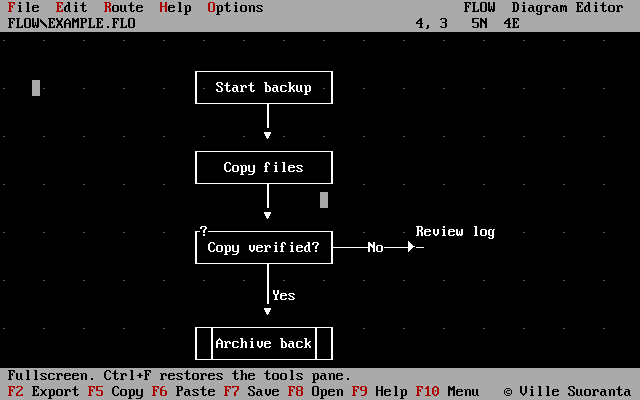 File Edit Route Help Options FLOW Diagram Editor
FLOW\EXAMPLE.FLO 4, 3 5N 4E
Start backup
Copy files
Review log
?
Copy verified? No
Yes
Archive back
Fullscreen. Ctrl+F restores the tools pane.
F2 Export F5 Copy F6 Paste F7 Save F8 Open F9 Help F10 Menu © Ville Suoranta